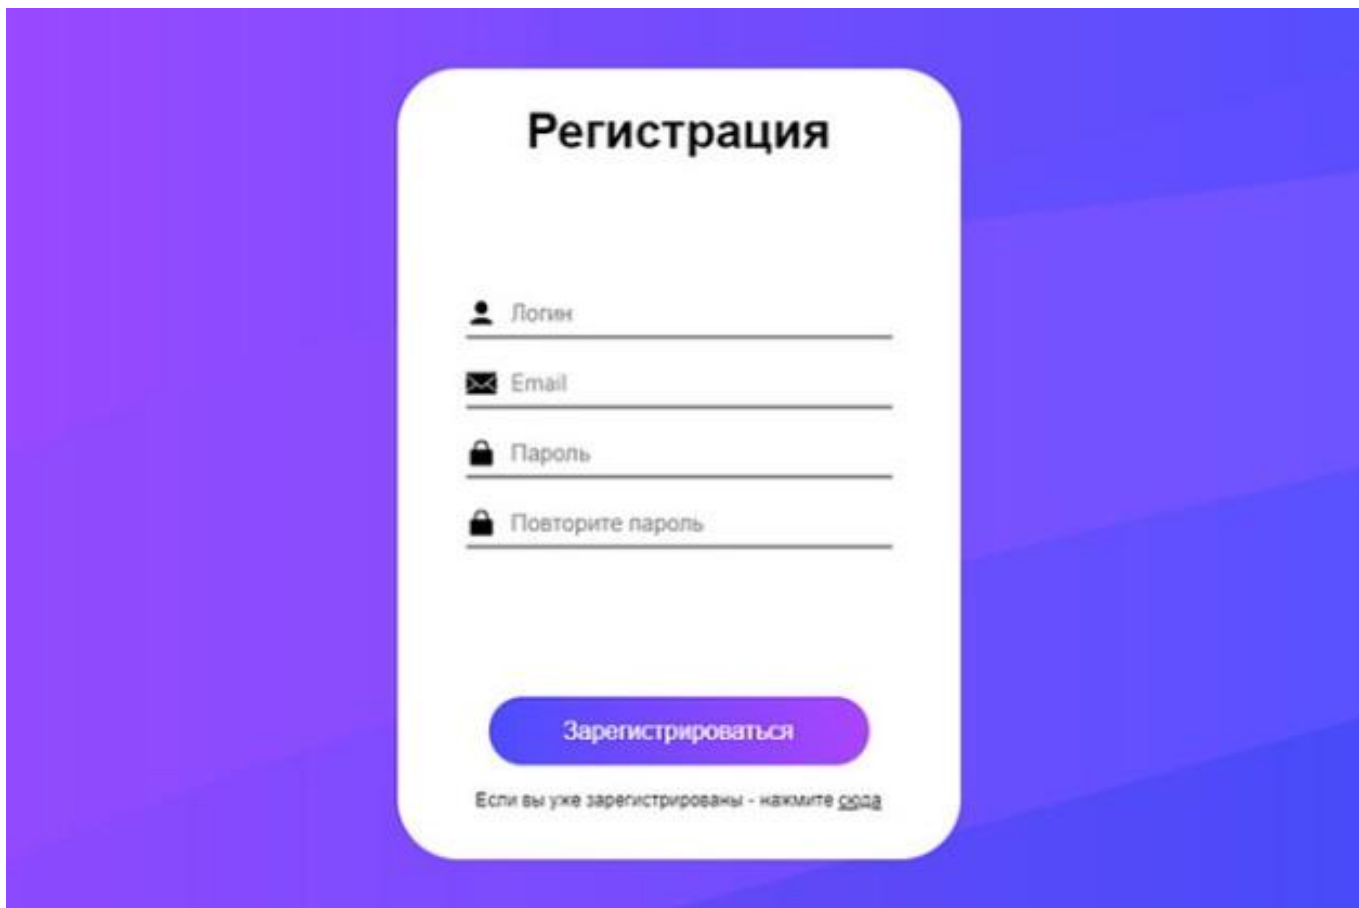 Регистрация
Логин
Email
Пароль
Повторите пароль
Зарегистрироваться
Если вы уже зарегистрированы - нажмите сюда